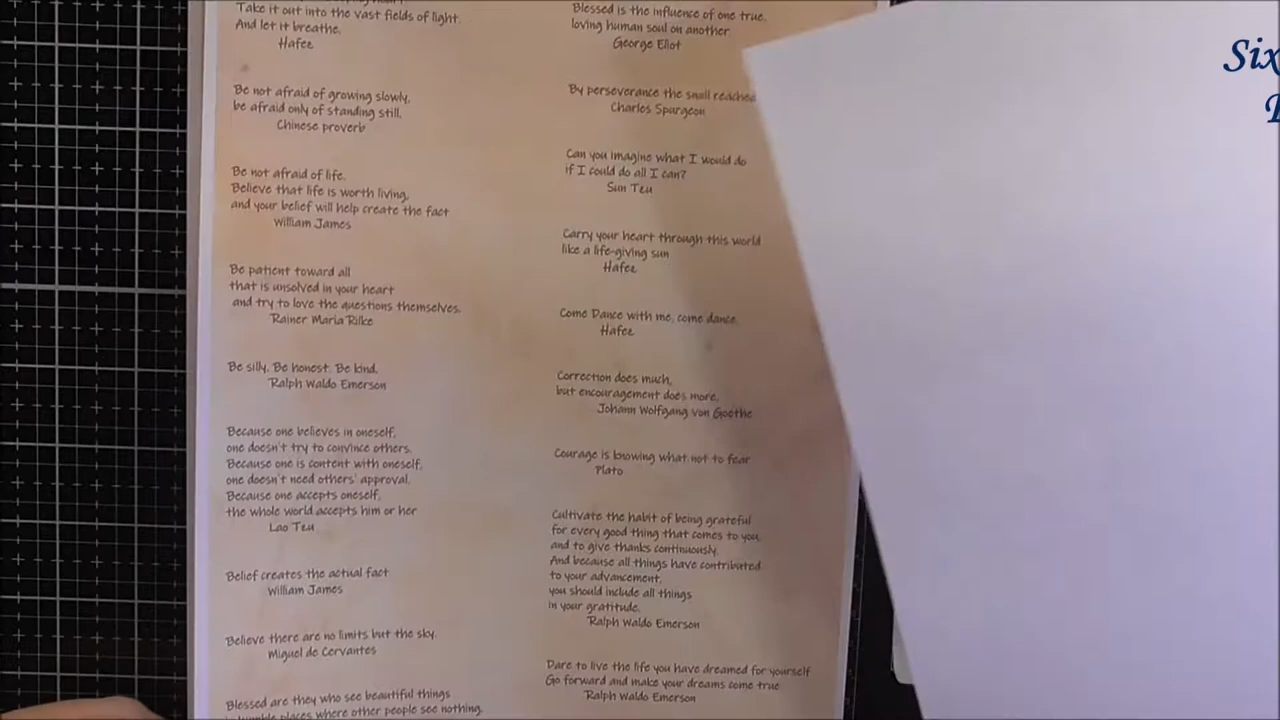 Take it out into the vast fields of light.
And let it breathe.
Hafez
Be not afraid of growing slowly,
be afraid only of standing still.
Chinese proverb
Be not afraid of life.
Believe that life is worth living,
and your belief will help create the fact
William James
Be patient toward all
that is unsolved in your heart
and try to love the questions themselves.
Rainer Maria Rilke
Be silly. Be honest. Be kind.
Ralph Waldo Emerson
Because one believes in oneself,
one doesn't try to convince others.
Because one is content with oneself,
one doesn't need others' approval.
Because one accepts oneself,
the whole world accepts him or her
Lao Tzu
Belief creates the actual fact
William James
Believe there are no limits but the sky.
Miguel de Cervantes
Blessed are they who see beautiful things
places where other people see nothing.
Blessed is the influence of one true,
loving human soul on another
George Eliot
By perseverance the snail reached
Charles Spurgeon
Can you imagine what I would do
if I could do all I can?
Sun Tzu
Carry your heart through this world
like a life-giving sun
Hafez
Come Dance with me, come dance.
Hafez
Correction does much,
but encouragement does more.
Johann Wolfgang von Goethe
Courage is knowing what not to fear
Plato
Cultivate the habit of being grateful
for every good thing that comes to you,
and to give thanks continuously.
And because all things have contributed
to your advancement,
you should include all things
in your gratitude.
Ralph Waldo Emerson
Dare to live the life you have dreamed for yourself
Go forward and make your dreams come true
Ralph Waldo Emerson
Six